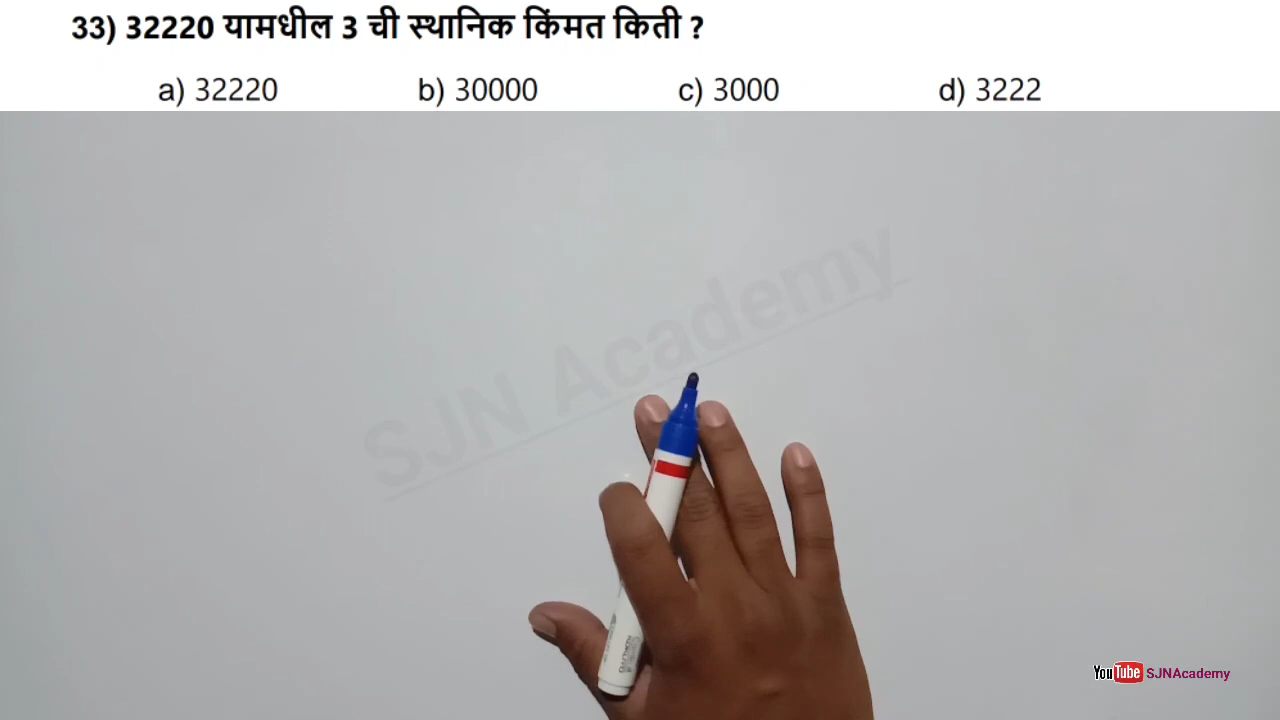 33) 32220 यामधील 3 ची स्थानिक किंमत किती ?
a) 32220 b) 30000 c) 3000 d) 3222
SJN Academy
YouTube SJNAcademy